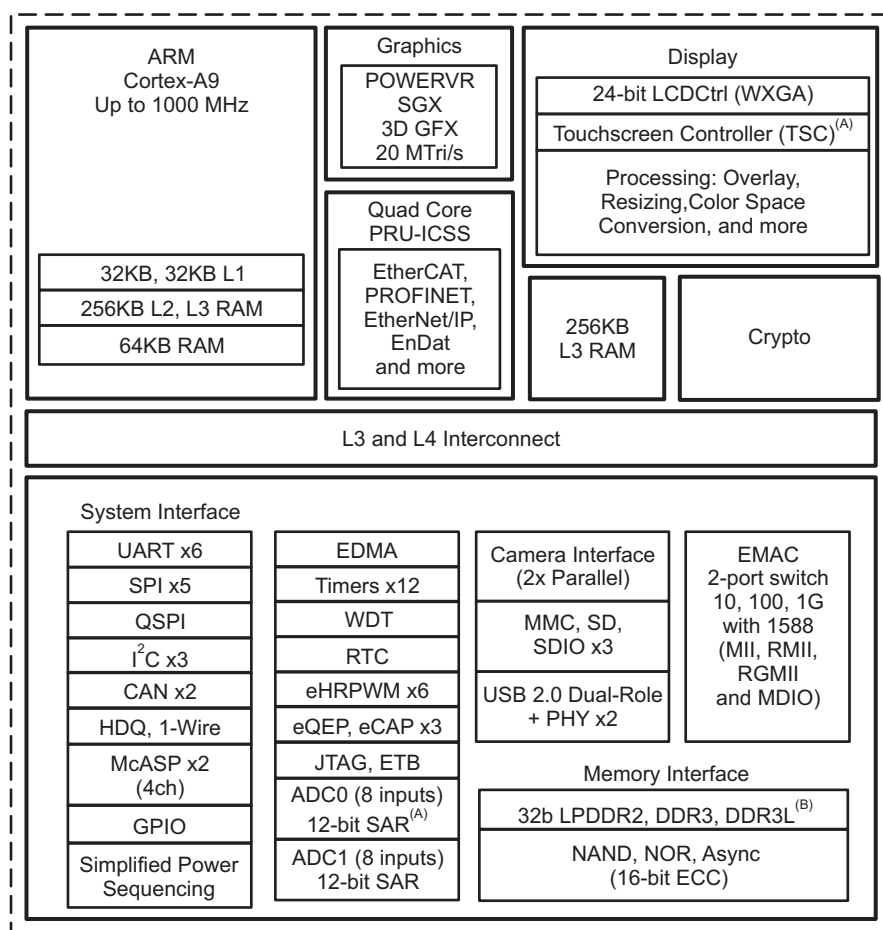 ARM
Cortex-A9
Up to 1000 MHz
32KB, 32KB L1
256KB L2, L3 RAM
64KB RAM
Graphics
POWERVR
SGX
3D GFX
20 MTri/s
Quad Core
PRU-ICSS
EtherCAT,
PROFINET,
EtherNet/IP,
EnDat
and more
Display
24-bit LCDCtrl (WXGA)
Touchscreen Controller (TSC)(A)
Processing: Overlay,
Resizing,Color Space
Conversion, and more
256KB
L3 RAM
Crypto
L3 and L4 Interconnect
System Interface
UART x6
SPI x5
QSPI
I2C x3
CAN x2
HDQ, 1-Wire
McASP x2
(4ch)
GPIO
Simplified Power
Sequencing
EDMA
Timers x12
WDT
RTC
eHRPWM x6
eQEP, eCAP x3
JTAG, ETB
ADC0 (8 inputs)
12-bit SAR(A)
ADC1 (8 inputs)
12-bit SAR
Camera Interface
(2x Parallel)
MMC, SD,
SDIO x3
USB 2.0 Dual-Role
+ PHY x2
EMAC
2-port switch
10, 100, 1G
with 1588
(MII, RMII,
RGMII
and MDIO)
Memory Interface
32b LPDDR2, DDR3, DDR3L(B)
NAND, NOR, Async
(16-bit ECC)